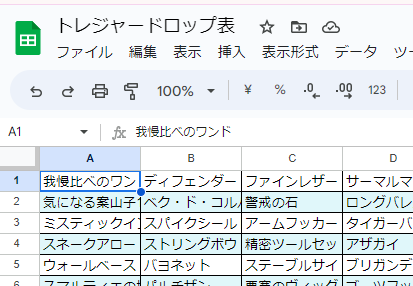 トレジャードロップ表
ファイル 編集 表示 挿入 表示形式 データ ツー
100% ¥ % .0 .00 123
A1 fx 我慢比べのワンド
A B C D
1 我慢比べのワン ディフェンダー ファインレザー サーマルマ
2 気になる案山子 ベク・ド・コル 警戒の石 ロングバレ
3 ミスティックイ スパイクシール アームブッカー タイガーバ
4 スネークアロー ストリングボウ 精密ツールセッ アザガイ
5 ウォールベース バヨネット ステーブルサイ ブリガンデ